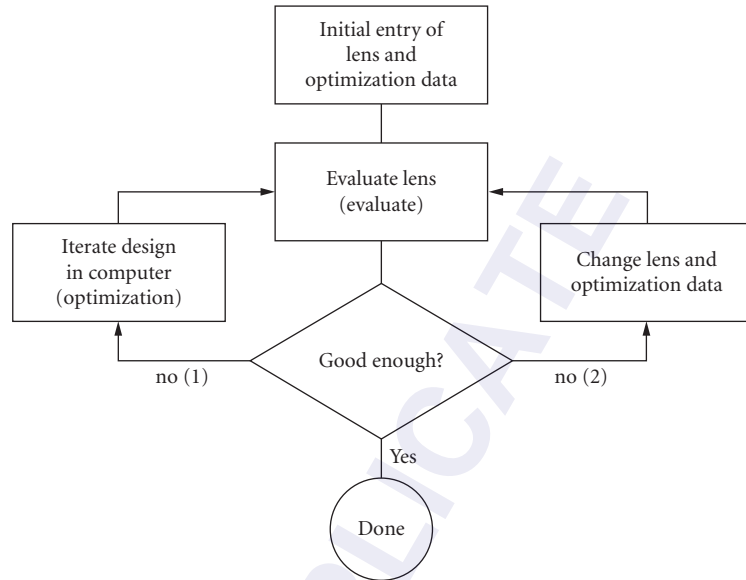 Initial entry of
lens and
optimization data
Evaluate lens
(evaluate)
Iterate design
in computer
(optimization)
Change lens and
optimization data
Good enough?
no (1)
no (2)
Yes
Done
PLICATE